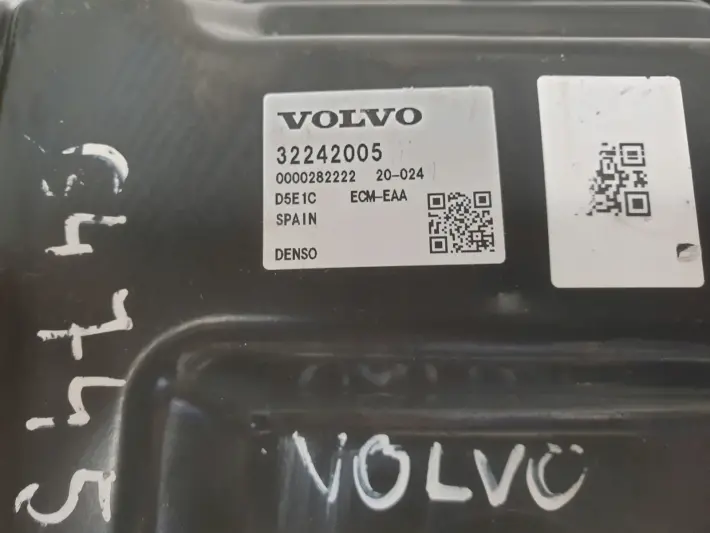 VOLVO
32242005
0000282222 20-024
D5E1C ECM-EAA
SPAIN
DENSO
VOLVO